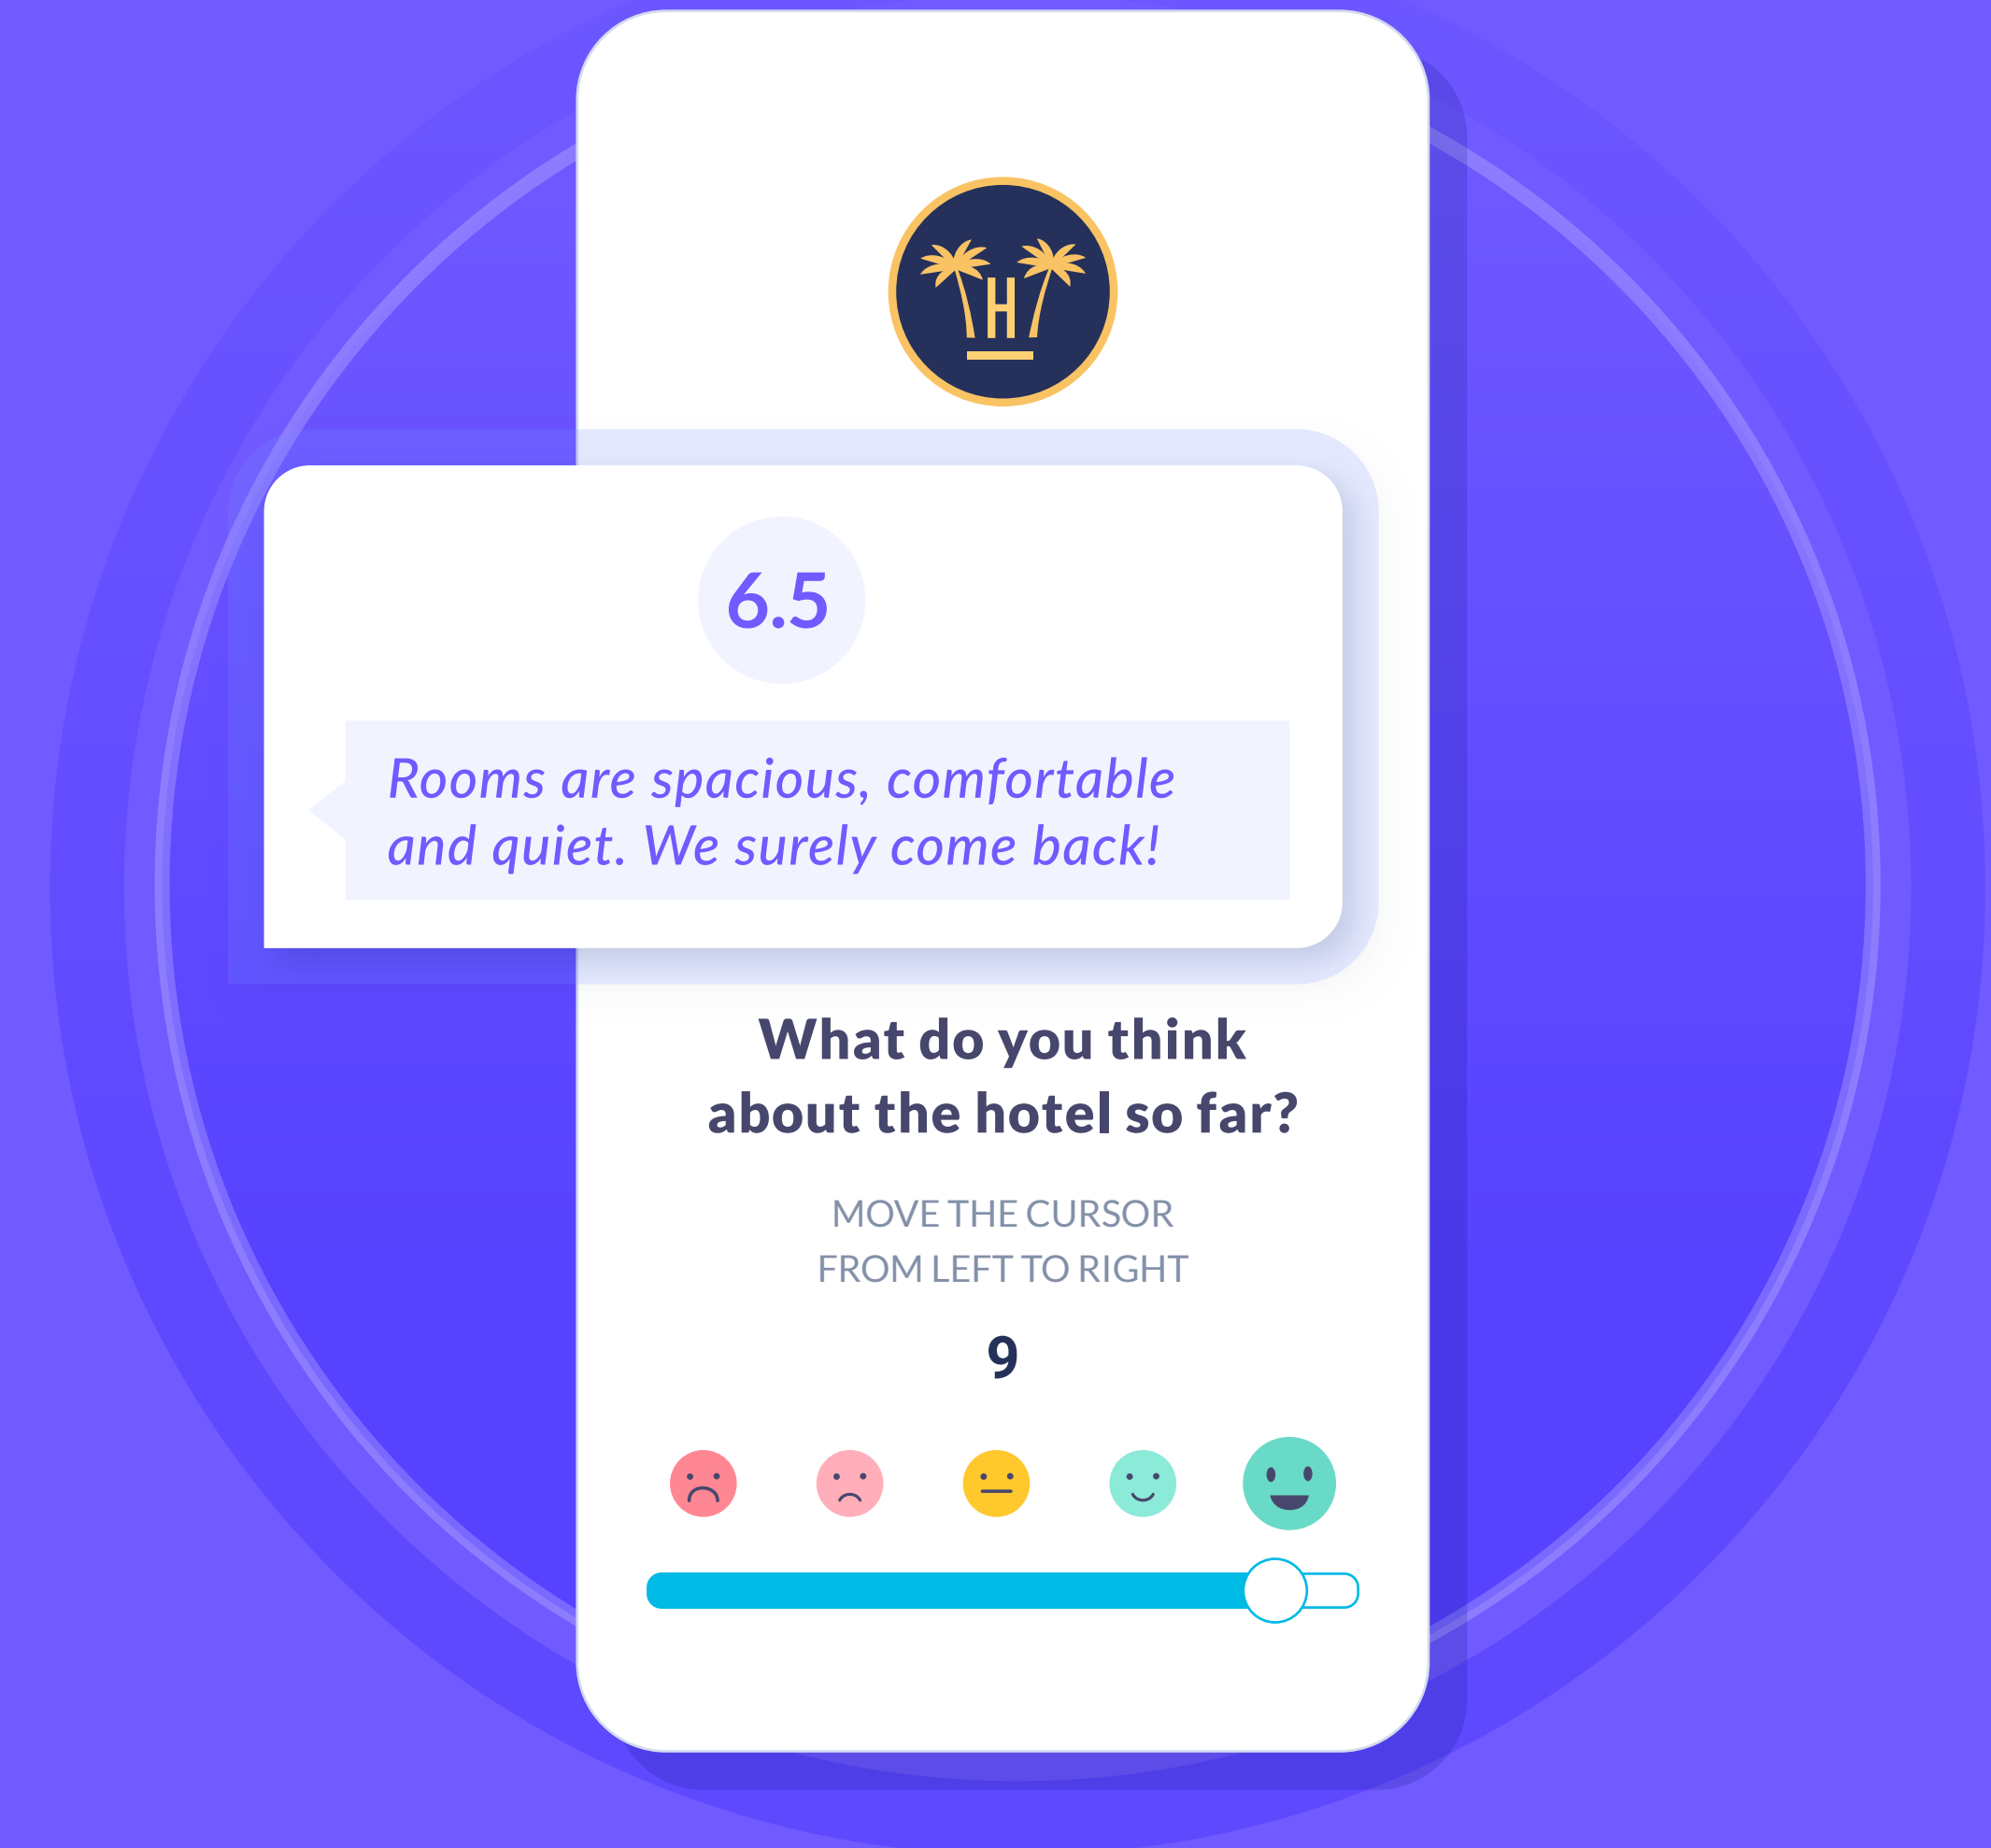 H
6.5
Rooms are spacious, comfortable
and quiet. We surely come back!
What do you think
about the hotel so far?
MOVE THE CURSOR
FROM LEFT TO RIGHT
9